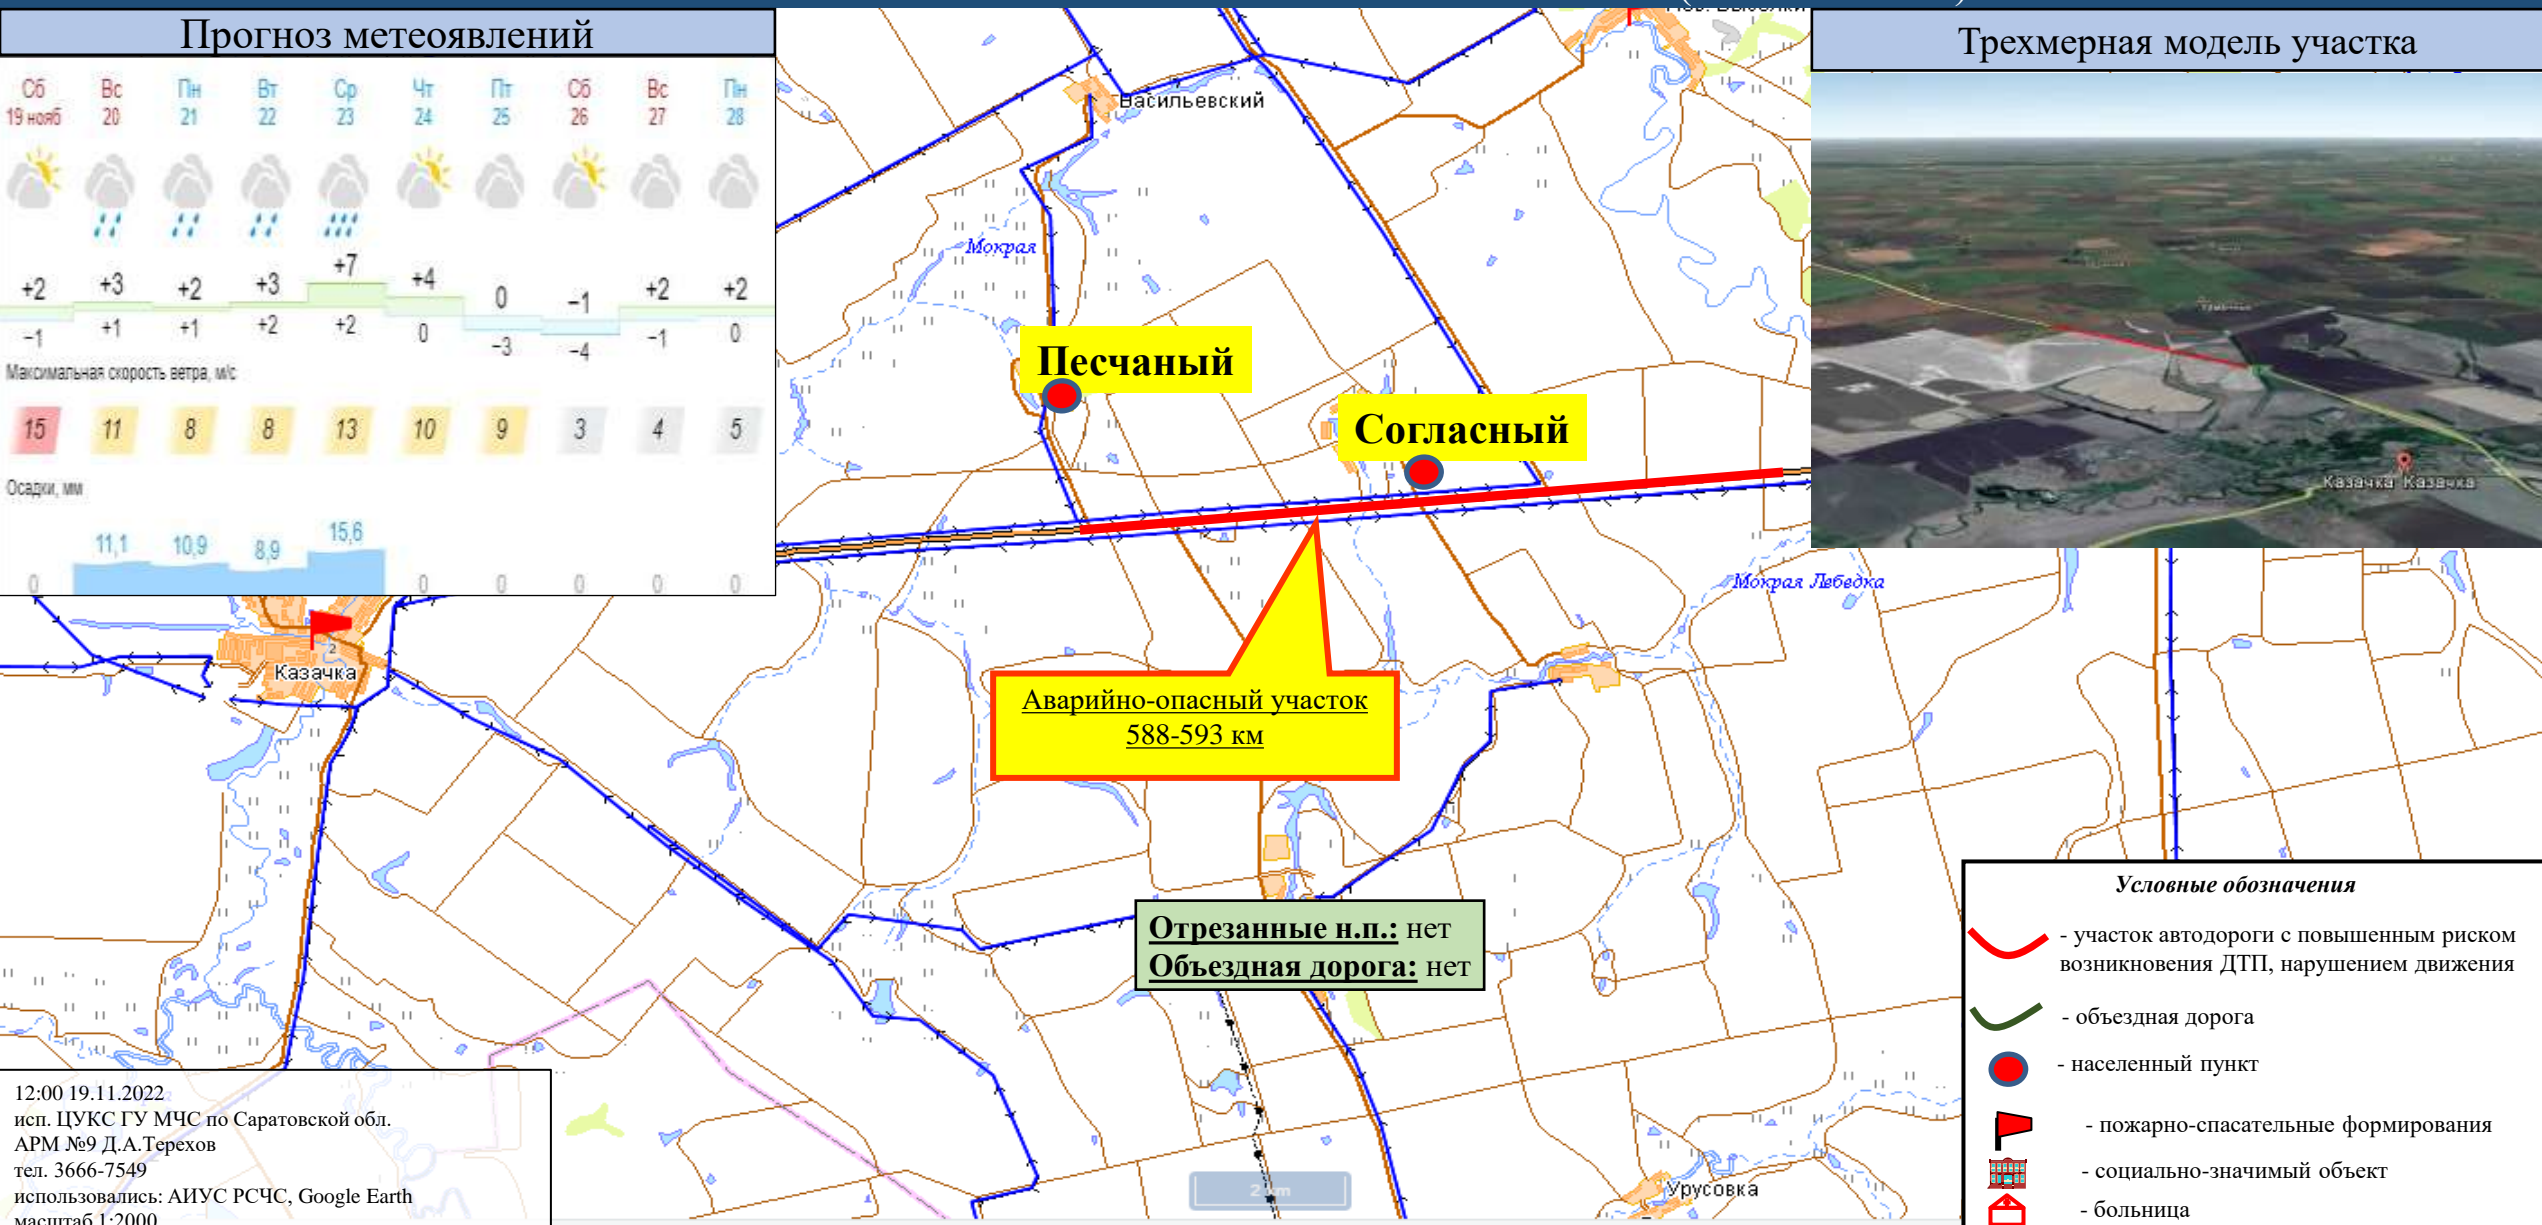 Прогноз метеоявлений
Сб Вс Пн Вт Ср Чт Пт Сб Вс Пн
19 нояб 20 21 22 23 24 25 26 27 28
+2 +3 +2 +3 +7 +4 0 −1 +2 +2
−1 +1 +1 +2 +2 0 −3 −4 −1 0
Максимальная скорость ветра, м/с
15 11 8 8 13 10 9 3 4 5
Осадки, мм
0 11,1 10,9 8,9 15,6 0 0 0 0 0
Трехмерная модель участка
Казачка Казачка
Васильевский
Мокрая
Песчаный
Согласный
Мокрая Лебедка
2
Казачка
Аварийно-опасный участок
588-593 км
Отрезанные н.п.: нет
Объездная дорога: нет
2 km
Урусовка
12:00 19.11.2022
исп. ЦУКС ГУ МЧС по Саратовской обл.
АРМ №9 Д.А.Терехов
тел. 3666-7549
использовались: АИУС РСЧС, Google Earth
масштаб 1:2000
Условные обозначения
- участок автодороги с повышенным риском
возникновения ДТП, нарушением движения
- объездная дорога
- населенный пункт
- пожарно-спасательные формирования
- социально-значимый объект
- больница